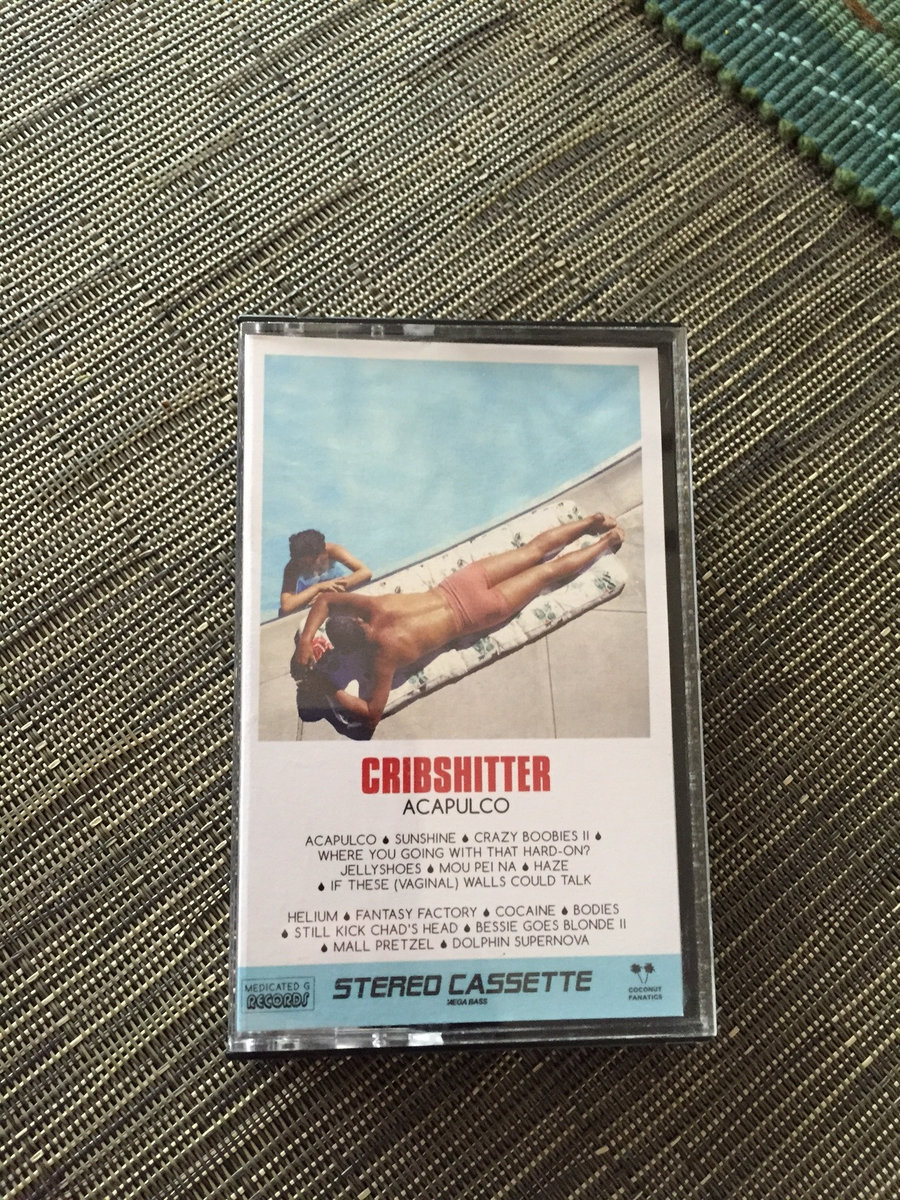 CRIBSHITTER
ACAPULCO
ACAPULCO SUNSHINE CRAZY BOOBIES II
WHERE YOU GOING WITH THAT HARD-ON?
JELLYSHOES MOU PEI NA HAZE
IF THESE (VAGINAL) WALLS COULD TALK
HELIUM FANTASY FACTORY COCAINE BODIES
STILL KICK CHAD'S HEAD BESSIE GOES BLONDE II
MALL PRETZEL DOLPHIN SUPERNOVA
MEDICATED G
RECORDS
STEREO CASSETTE
MEGA BASS
COCONUT
FANATICS